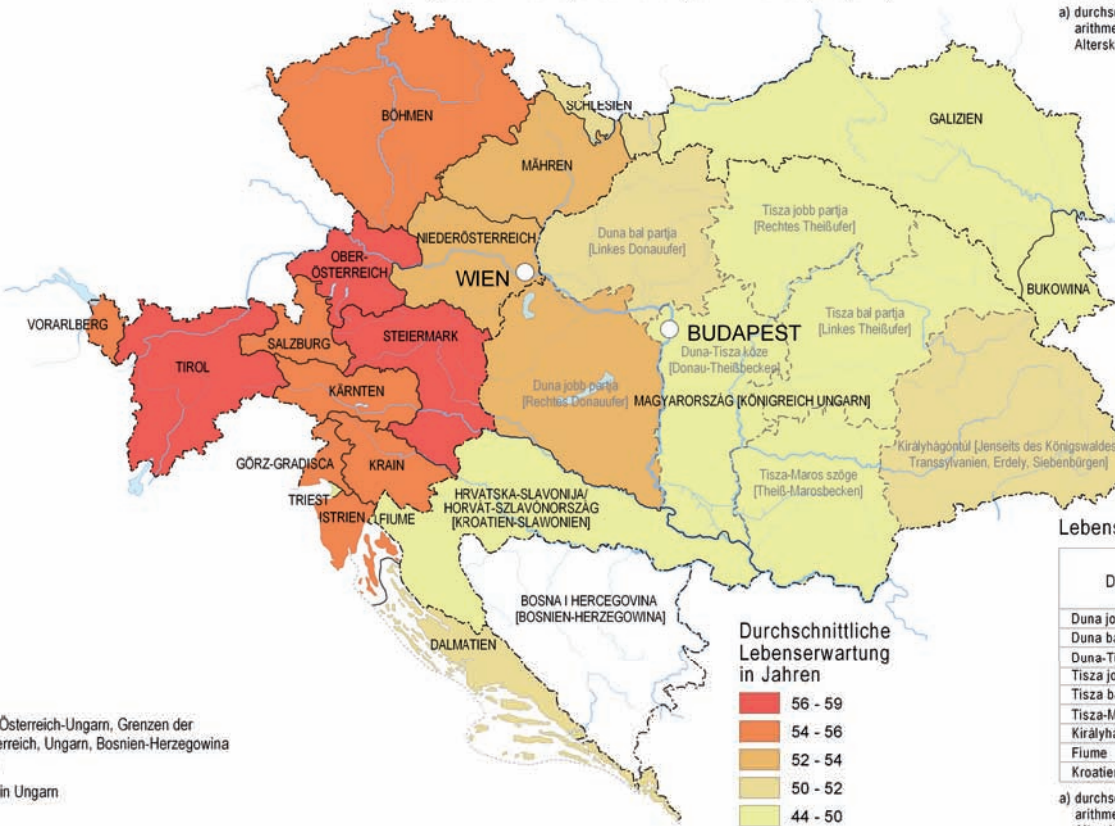 a) durchs
arithme
Altersk
BÖHMEN
SCHLESIEN
GALIZIEN
MÄHREN
Tisza jobb partja
[Rechtes Theißufer]
Duna bal partja
[Linkes Donauufer]
NIEDERÖSTERREICH
OBER-
ÖSTERREICH
WIEN
BUKOWINA
Tisza bal partja
[Linkes Theißufer]
VORARLBERG
BUDAPEST
STEIERMARK
SALZBURG
Duna-Tisza köze
[Donau-Theißbecken]
TIROL
KÄRNTEN
Duna jobb partja
[Rechtes Donauufer]
MAGYARORSZÁG [KÖNIGREICH UNGARN]
Királyhágóntúl [Jenseits des Königswaldes
Transsylvanien, Erdely, Siebenbürgen]
GÖRZ-GRADISCA
KRAIN
Tisza-Maros szöge
[Theiß-Marosbecken]
TRIEST
HRVATSKA-SLAVONIJA/
HORVÁT-SZLAVÓNORSZÁG
[KROATIEN-SLAWONIEN]
ISTRIEN
FIUME
BOSNA I HERCEGOVINA
[BOSNIEN-HERZEGOWINA]
DALMATIEN
Durchschnittliche
Lebenserwartung
in Jahren
56 - 59
54 - 56
52 - 54
50 - 52
44 - 50
Österreich-Ungarn, Grenzen der
erreich, Ungarn, Bosnien-Herzegowina
in Ungarn
Lebens
D
Duna jo
Duna ba
Duna-Ti
Tisza jo
Tisza ba
Tisza-M
Királyhá
Fiume
Kroatien
a) durchs
arithme